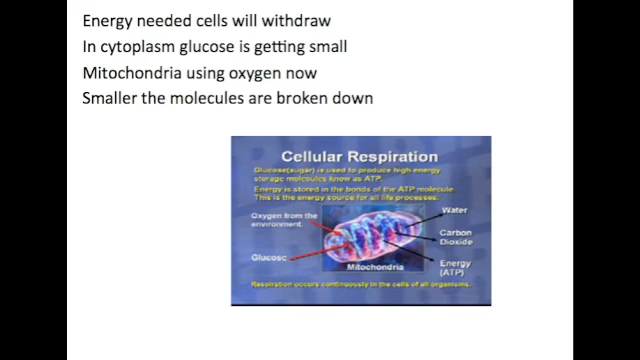 Energy needed cells will withdraw
In cytoplasm glucose is getting small
Mitochondria using oxygen now
Smaller the molecules are broken down
Cellular Respiration
Glucose(sugar) is used to produce high energy
storage molecules known as ATP.
Energy is stored in the bonds of the ATP molecule.
This is the energy source for all life processes.
Oxygen from the
environment.
Glucose
Water
Carbon
Dioxide
Energy
(ATP)
Mitochondria
Respiration occurs continuously in the cells of all organisms.